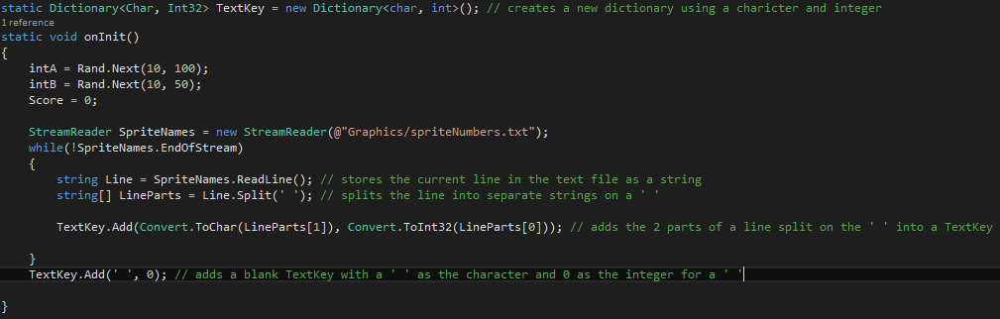 static Dictionary<Char, Int32> TextKey = new Dictionary<char, int>(); // creates a new dictionary using a charicter and integer
1 reference
static void onInit()
{
    intA = Rand.Next(10, 100);
    intB = Rand.Next(10, 50);
    Score = 0;
    StreamReader SpriteNames = new StreamReader(@"Graphics/spriteNumbers.txt");
    while(!SpriteNames.EndOfStream)
    {
        string Line = SpriteNames.ReadLine(); // stores the current line in the text file as a string
        string[] LineParts = Line.Split(' '); // splits the line into separate strings on a ' '
        TextKey.Add(Convert.ToChar(LineParts[1]), Convert.ToInt32(LineParts[0])); // adds the 2 parts of a line split on the ' ' into a TextKey
    }
    TextKey.Add(' ', 0); // adds a blank TextKey with a ' ' as the character and 0 as the integer for a ' '
}